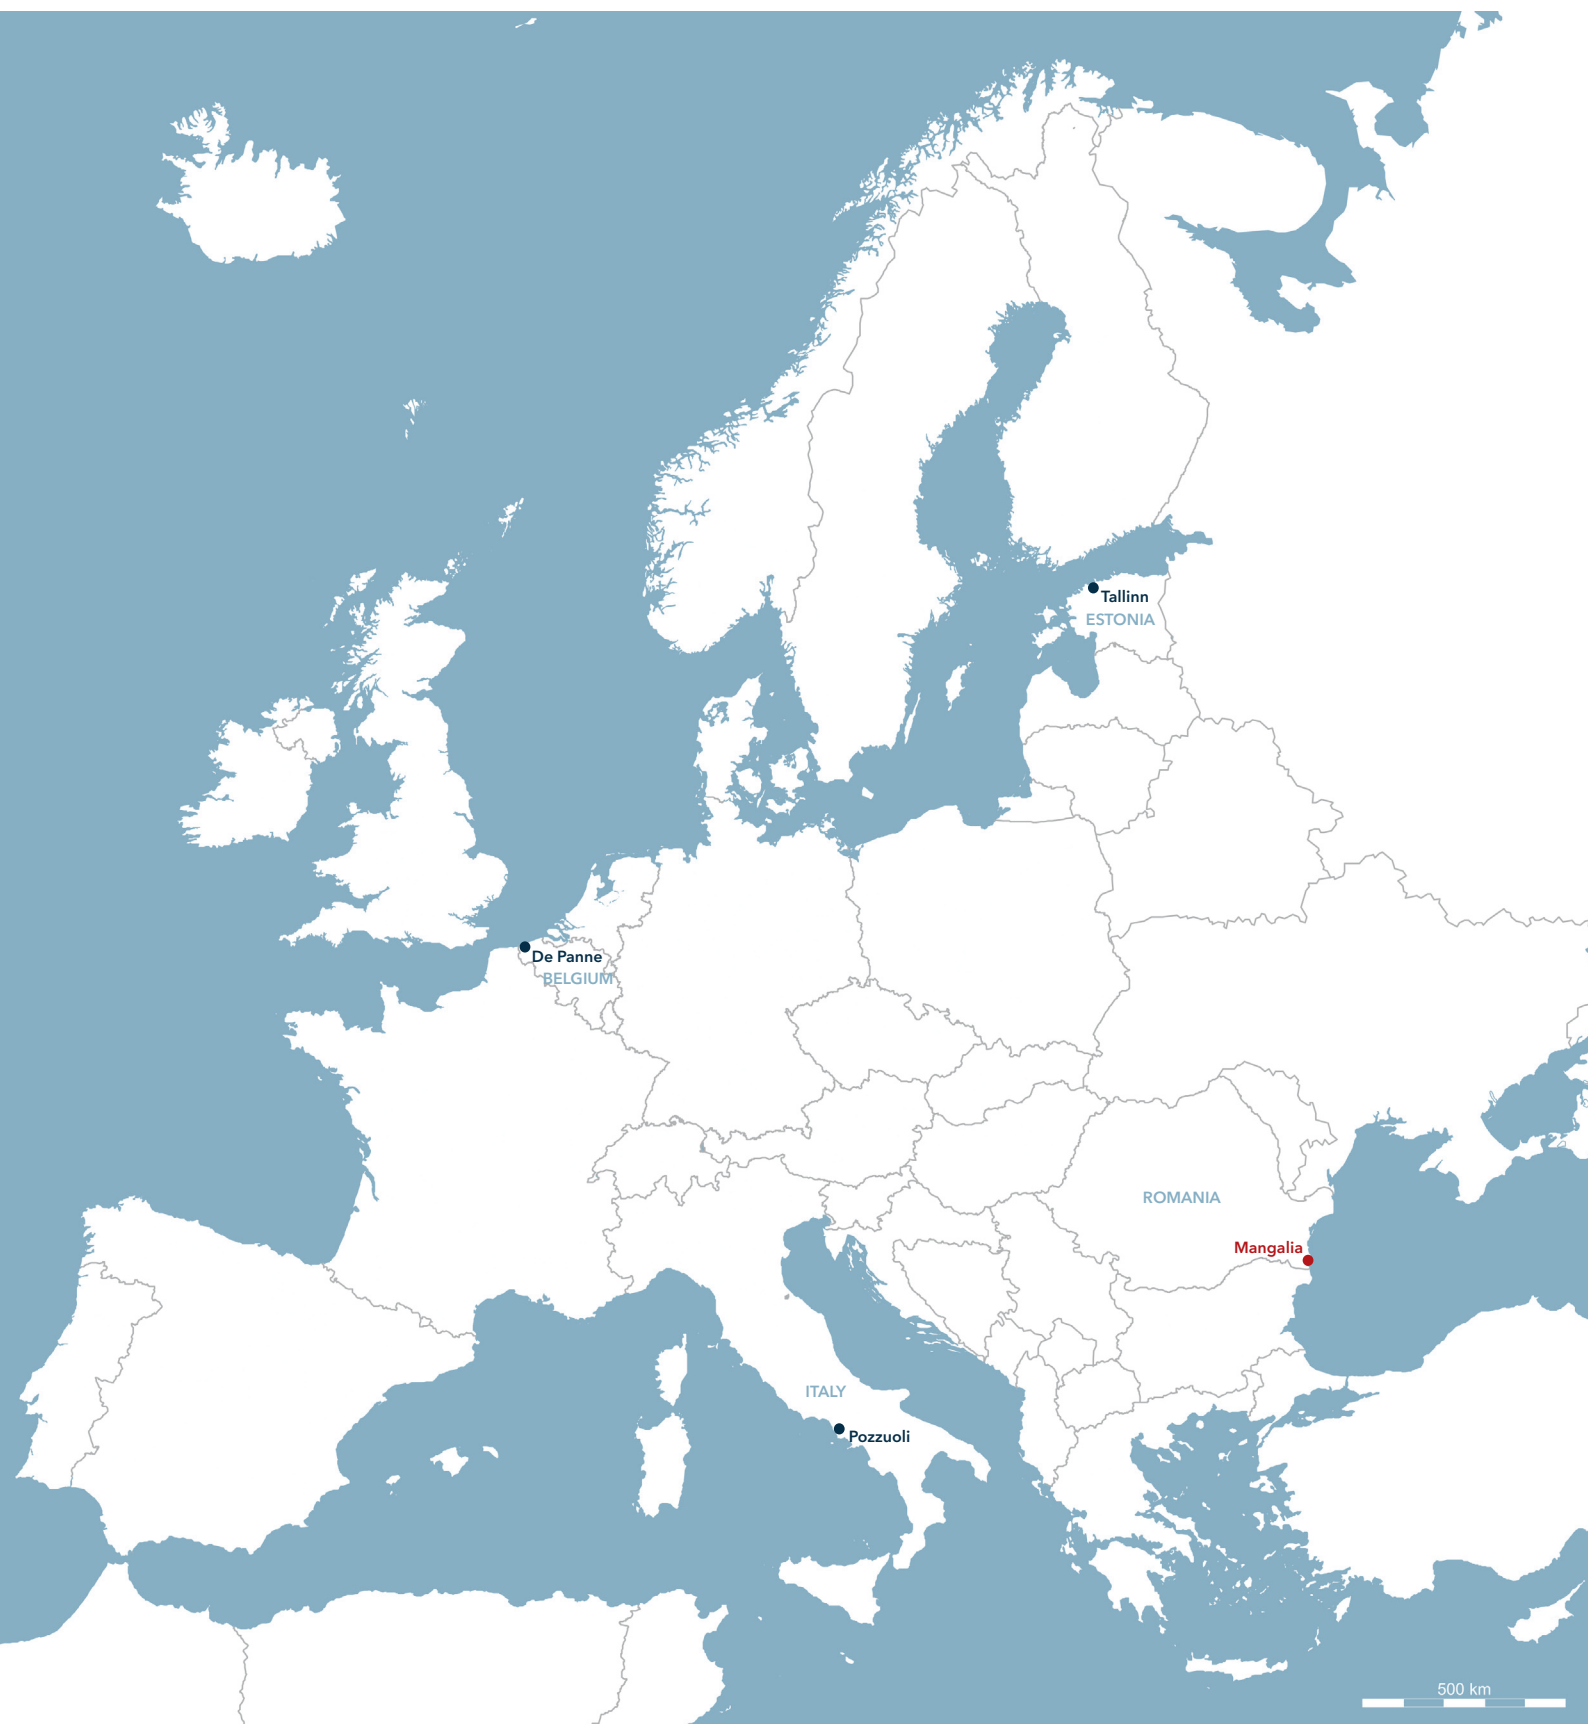 Tallinn
ESTONIA
De Panne
BELGIUM
ROMANIA
Mangalia
ITALY
Pozzuoli
500 km